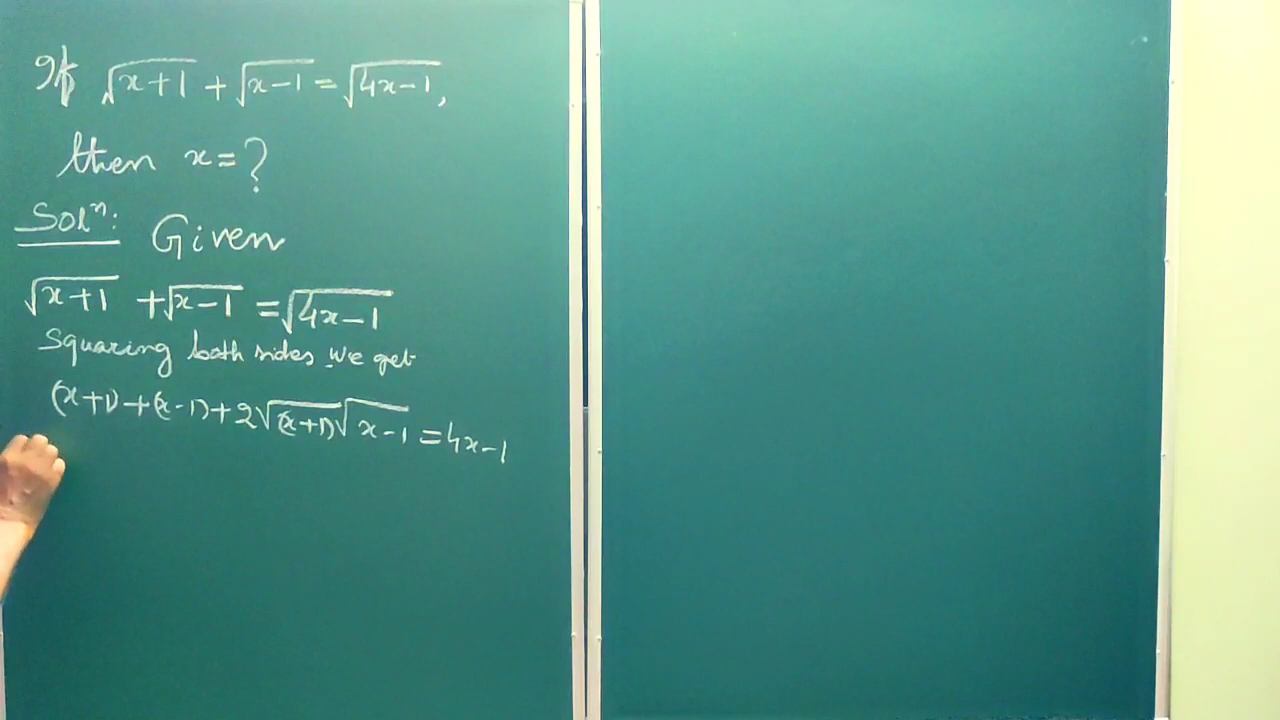 If √(x+1) + √(x-1) = √(4x-1),
then x = ?
Solⁿ: Given
√(x+1) + √(x-1) = √(4x-1)
Squaring both sides we get
(x+1) + (x-1) + 2√(x+1) √(x-1) = 4x-1